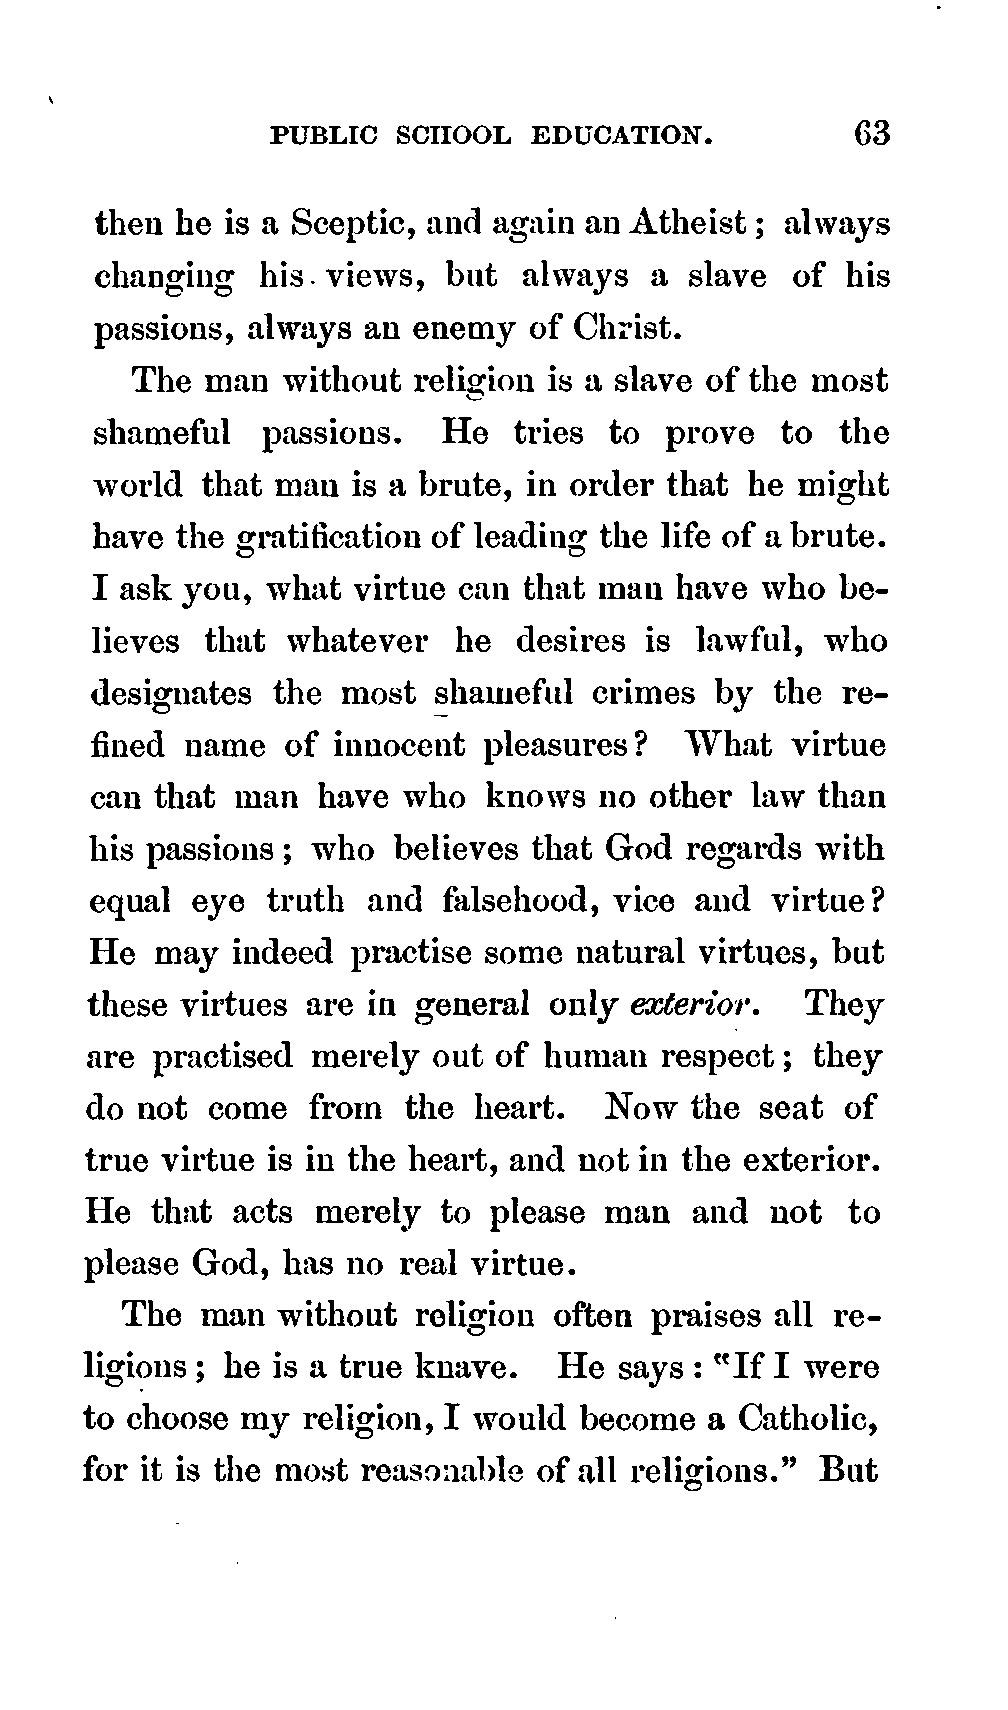 PUBLIC SCHOOL EDUCATION. 63
then he is a Sceptic, and again an Atheist ; always
changing his views, but always a slave of his
passions, always an enemy of Christ.
The man without religion is a slave of the most
shameful passions. He tries to prove to the
world that man is a brute, in order that he might
have the gratification of leading the life of a brute.
I ask you, what virtue can that man have who be-
lieves that whatever he desires is lawful, who
designates the most shameful crimes by the re-
fined name of innocent pleasures? What virtue
can that man have who knows no other law than
his passions ; who believes that God regards with
equal eye truth and falsehood, vice and virtue?
He may indeed practise some natural virtues, but
these virtues are in general only exterior. They
are practised merely out of human respect ; they
do not come from the heart. Now the seat of
true virtue is in the heart, and not in the exterior.
He that acts merely to please man and not to
please God, has no real virtue.
The man without religion often praises all re-
ligions ; he is a true knave. He says : "If I were
to choose my religion, I would become a Catholic,
for it is the most reasonable of all religions." But